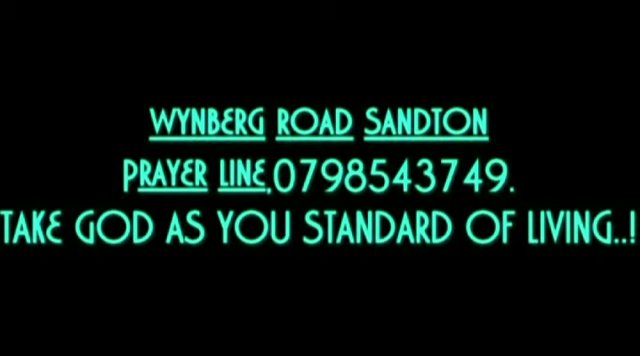 WYNBERG ROAD SANDTON
PRAYER LINE,0798543749.
TAKE GOD AS YOU STANDARD OF LIVING..!